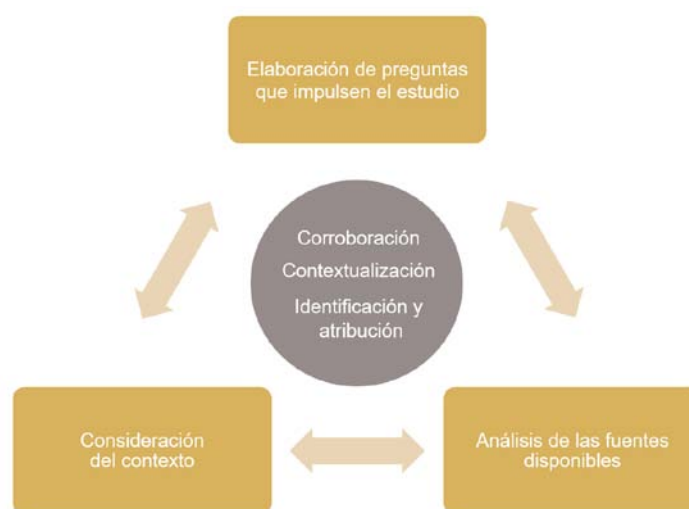 Elaboración de preguntas
que impulsen el estudio
Corroboración
Contextualización
Identificación y
atribución
Consideración
del contexto
Análisis de las fuentes
disponibles